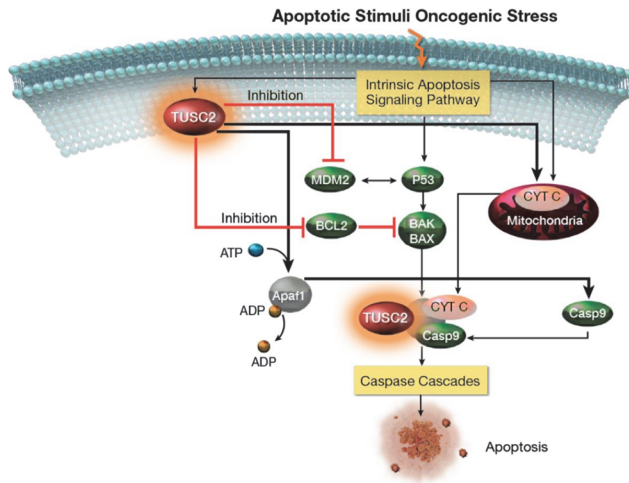 Apoptotic Stimuli Oncogenic Stress
Intrinsic Apoptosis
Signaling Pathway
Inhibition
TUSC2
MDM2
P53
CYT C
Mitochondria
Inhibition
BCL2
BAK
BAX
ATP
Apaf1
ADP
ADP
TUSC2
CYT C
Casp9
Casp9
Caspase Cascades
Apoptosis